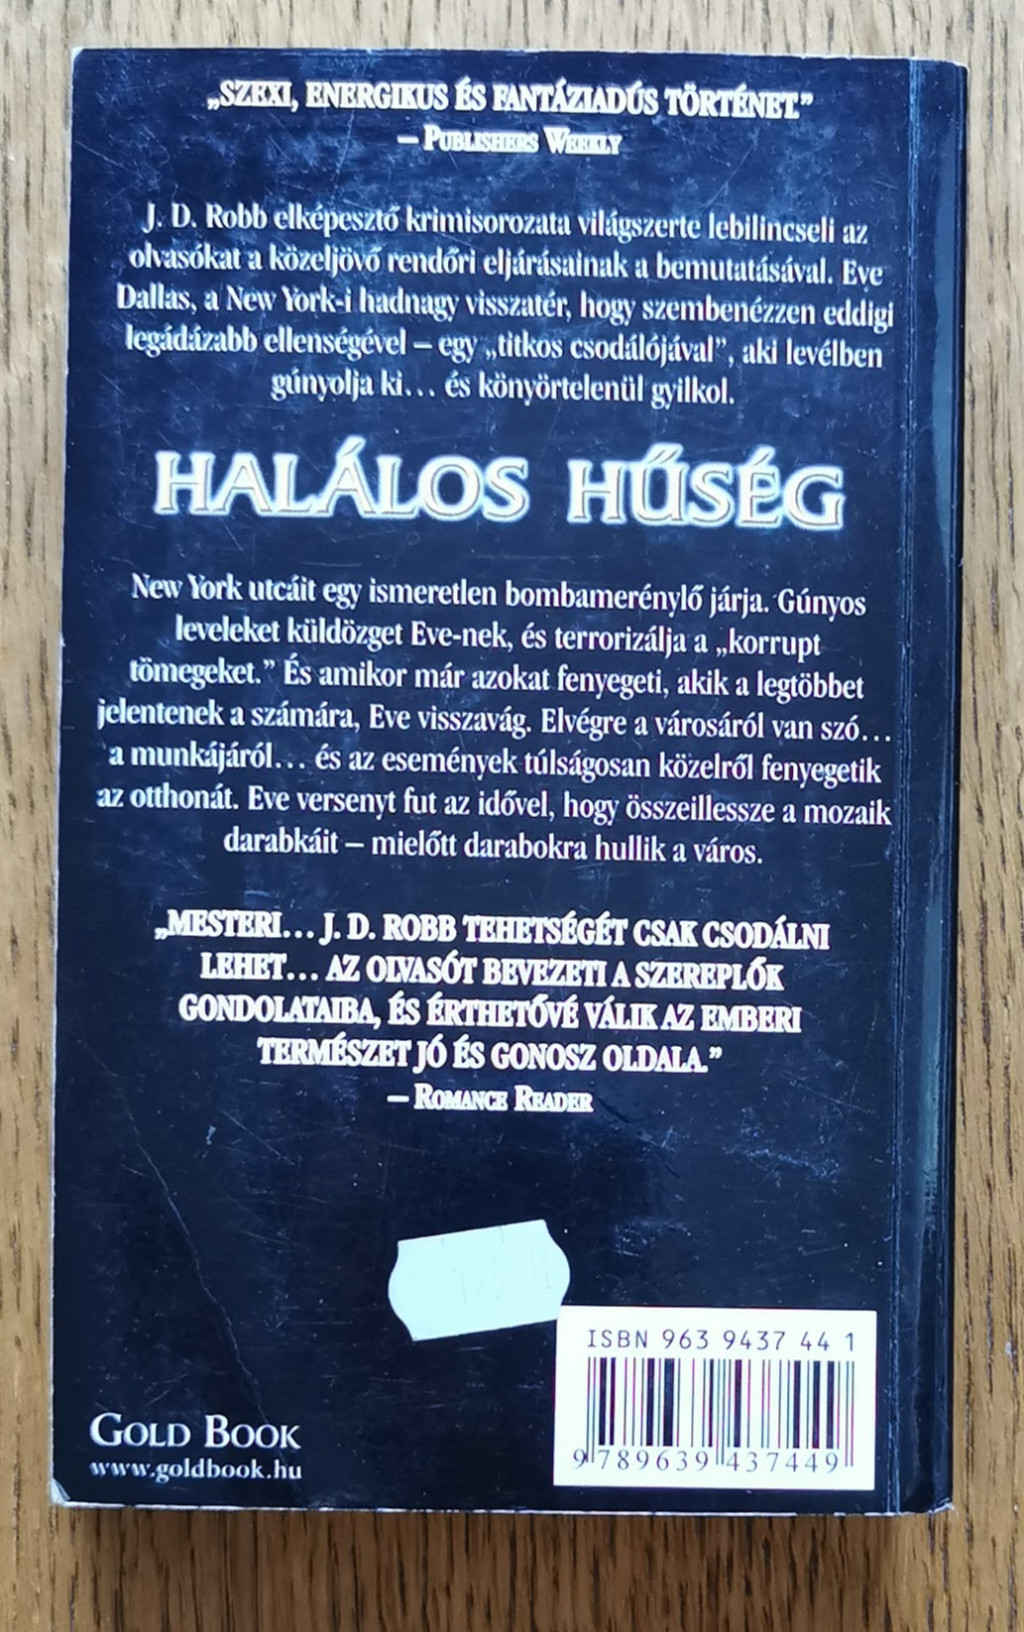 „SZEXI, ENERGIKUS ÉS FANTÁZIADÚS TÖRTÉNET.”
– PUBLISHERS WEEKLY
J. D. Robb elképesztő krimisorozata világszerte lebilincseli az
olvasókat a közeljövő rendőri eljárásainak a bemutatásával. Eve
Dallas, a New York-i hadnagy visszatér, hogy szembenézzen eddigi
legádázabb ellenségével – egy „titkos csodálójával”, aki levélben
gúnyolja ki… és könyörtelenül gyilkol.
HALÁLOS HŰSÉG
New York utcáit egy ismeretlen bombamerénylő járja. Gúnyos
leveleket küldözget Eve-nek, és terrorizálja a „korrupt
tömegeket.” És amikor már azokat fenyegeti, akik a legtöbbet
jelentenek a számára, Eve visszavág. Elvégre a városáról van szó…
a munkájáról… és az események túlságosan közelről fenyegetik
az otthonát. Eve versenyt fut az idővel, hogy összeillessze a mozaik
darabkáit – mielőtt darabokra hullik a város.
„MESTERI… J. D. ROBB TEHETSÉGÉT CSAK CSODÁLNI
LEHET… AZ OLVASÓT BEVEZETI A SZEREPLŐK
GONDOLATAIBA, ÉS ÉRTHETŐVÉ VÁLIK AZ EMBERI
TERMÉSZET JÓ ÉS GONOSZ OLDALA.”
– ROMANCE READER
ISBN 963 9437 44 1
9 789639 437449
GOLD BOOK
www.goldbook.hu